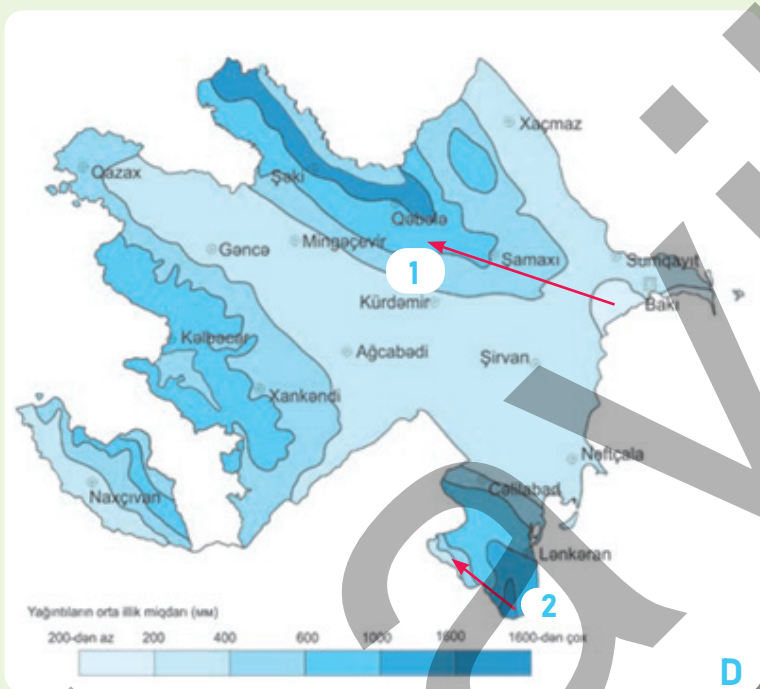 Xaçmaz
Qazax
Şəki
Qəbələ
Gəncə
Mingəçevir
Şamaxı
Sumqayıt
1
Kürdəmir
Bakı
Kəlbəcər
Ağcabədi
Şirvan
Xankəndi
Neftçala
Naxçıvan
Cəlilabad
Lənkəran
2
Yağıntıların orta illik miqdarı (мм)
200-dən az 200 400 600 1000 1600 1600-dən çox
D